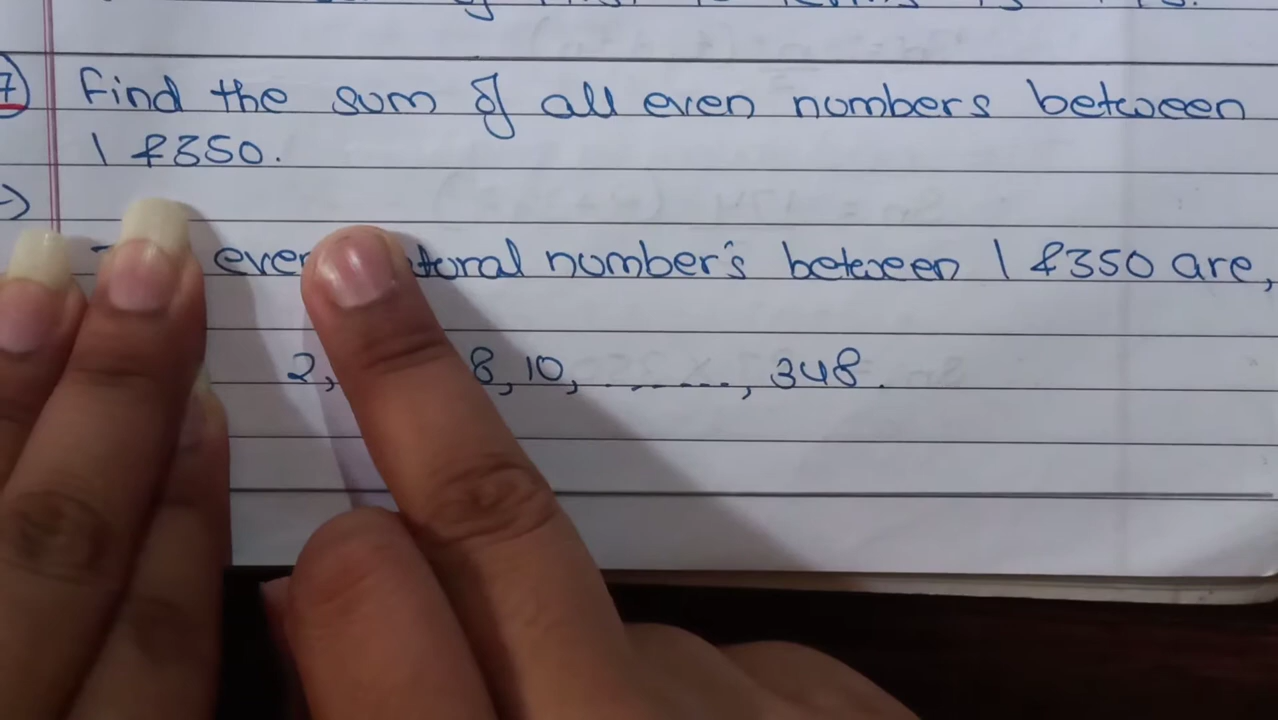 7 Find the sum of all even numbers between
1 & 350.
→
even number's between 1 & 350 are,
2, 8, 10, ......., 348.